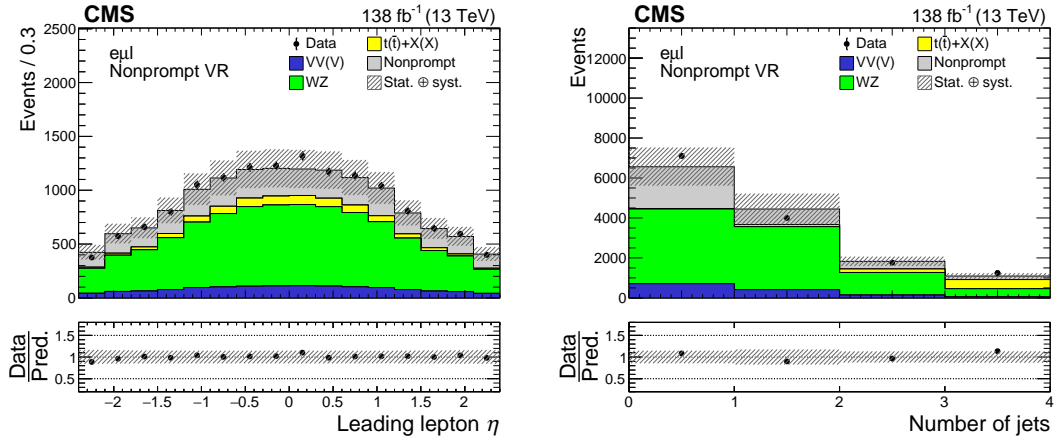 CMS 138 fb⁻¹ (13 TeV)
Events / 0.3
2500
2000
1500
1000
500
0
eμl
Nonprompt VR
Data
VV(V)
WZ
t(t̄)+X(X)
Nonprompt
Stat. ⊕ syst.
Data
Pred.
1.5
1
0.5
−2 −1.5 −1 −0.5 0 0.5 1 1.5 2
Leading lepton η
CMS 138 fb⁻¹ (13 TeV)
Events
12000
10000
8000
6000
4000
2000
0
eμl
Nonprompt VR
Data
VV(V)
WZ
t(t̄)+X(X)
Nonprompt
Stat. ⊕ syst.
Data
Pred.
1.5
1
0.5
0 1 2 3 4
Number of jets